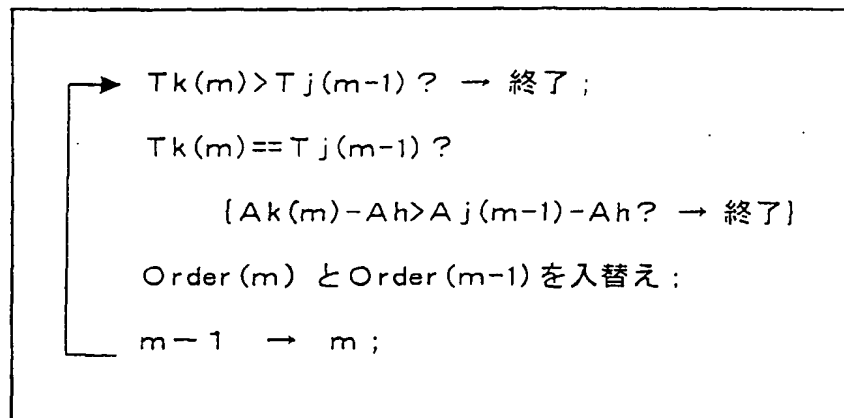 Tk(m)>Tj(m-1)? → 終了;
Tk(m)==Tj(m-1)?
{Ak(m)-Ah>Aj(m-1)-Ah? → 終了}
Order(m) とOrder(m-1)を入替え;
m-1 → m;